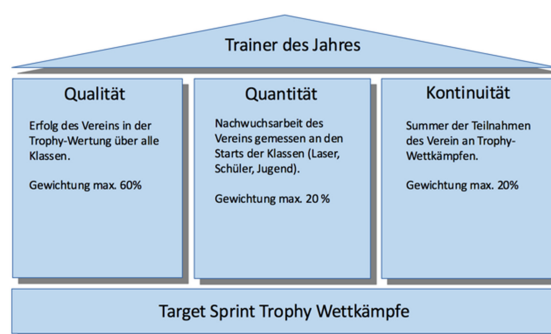 Trainer des Jahres
Qualität
Erfolg des Vereins in der
Trophy-Wertung über alle
Klassen.
Gewichtung max. 60%
Quantität
Nachwuchsarbeit des
Vereins gemessen an den
Starts der Klassen (Laser,
Schüler, Jugend).
Gewichtung max. 20 %
Kontinuität
Summer der Teilnahmen
des Verein an Trophy-
Wettkämpfen.
Gewichtung max. 20%
Target Sprint Trophy Wettkämpfe